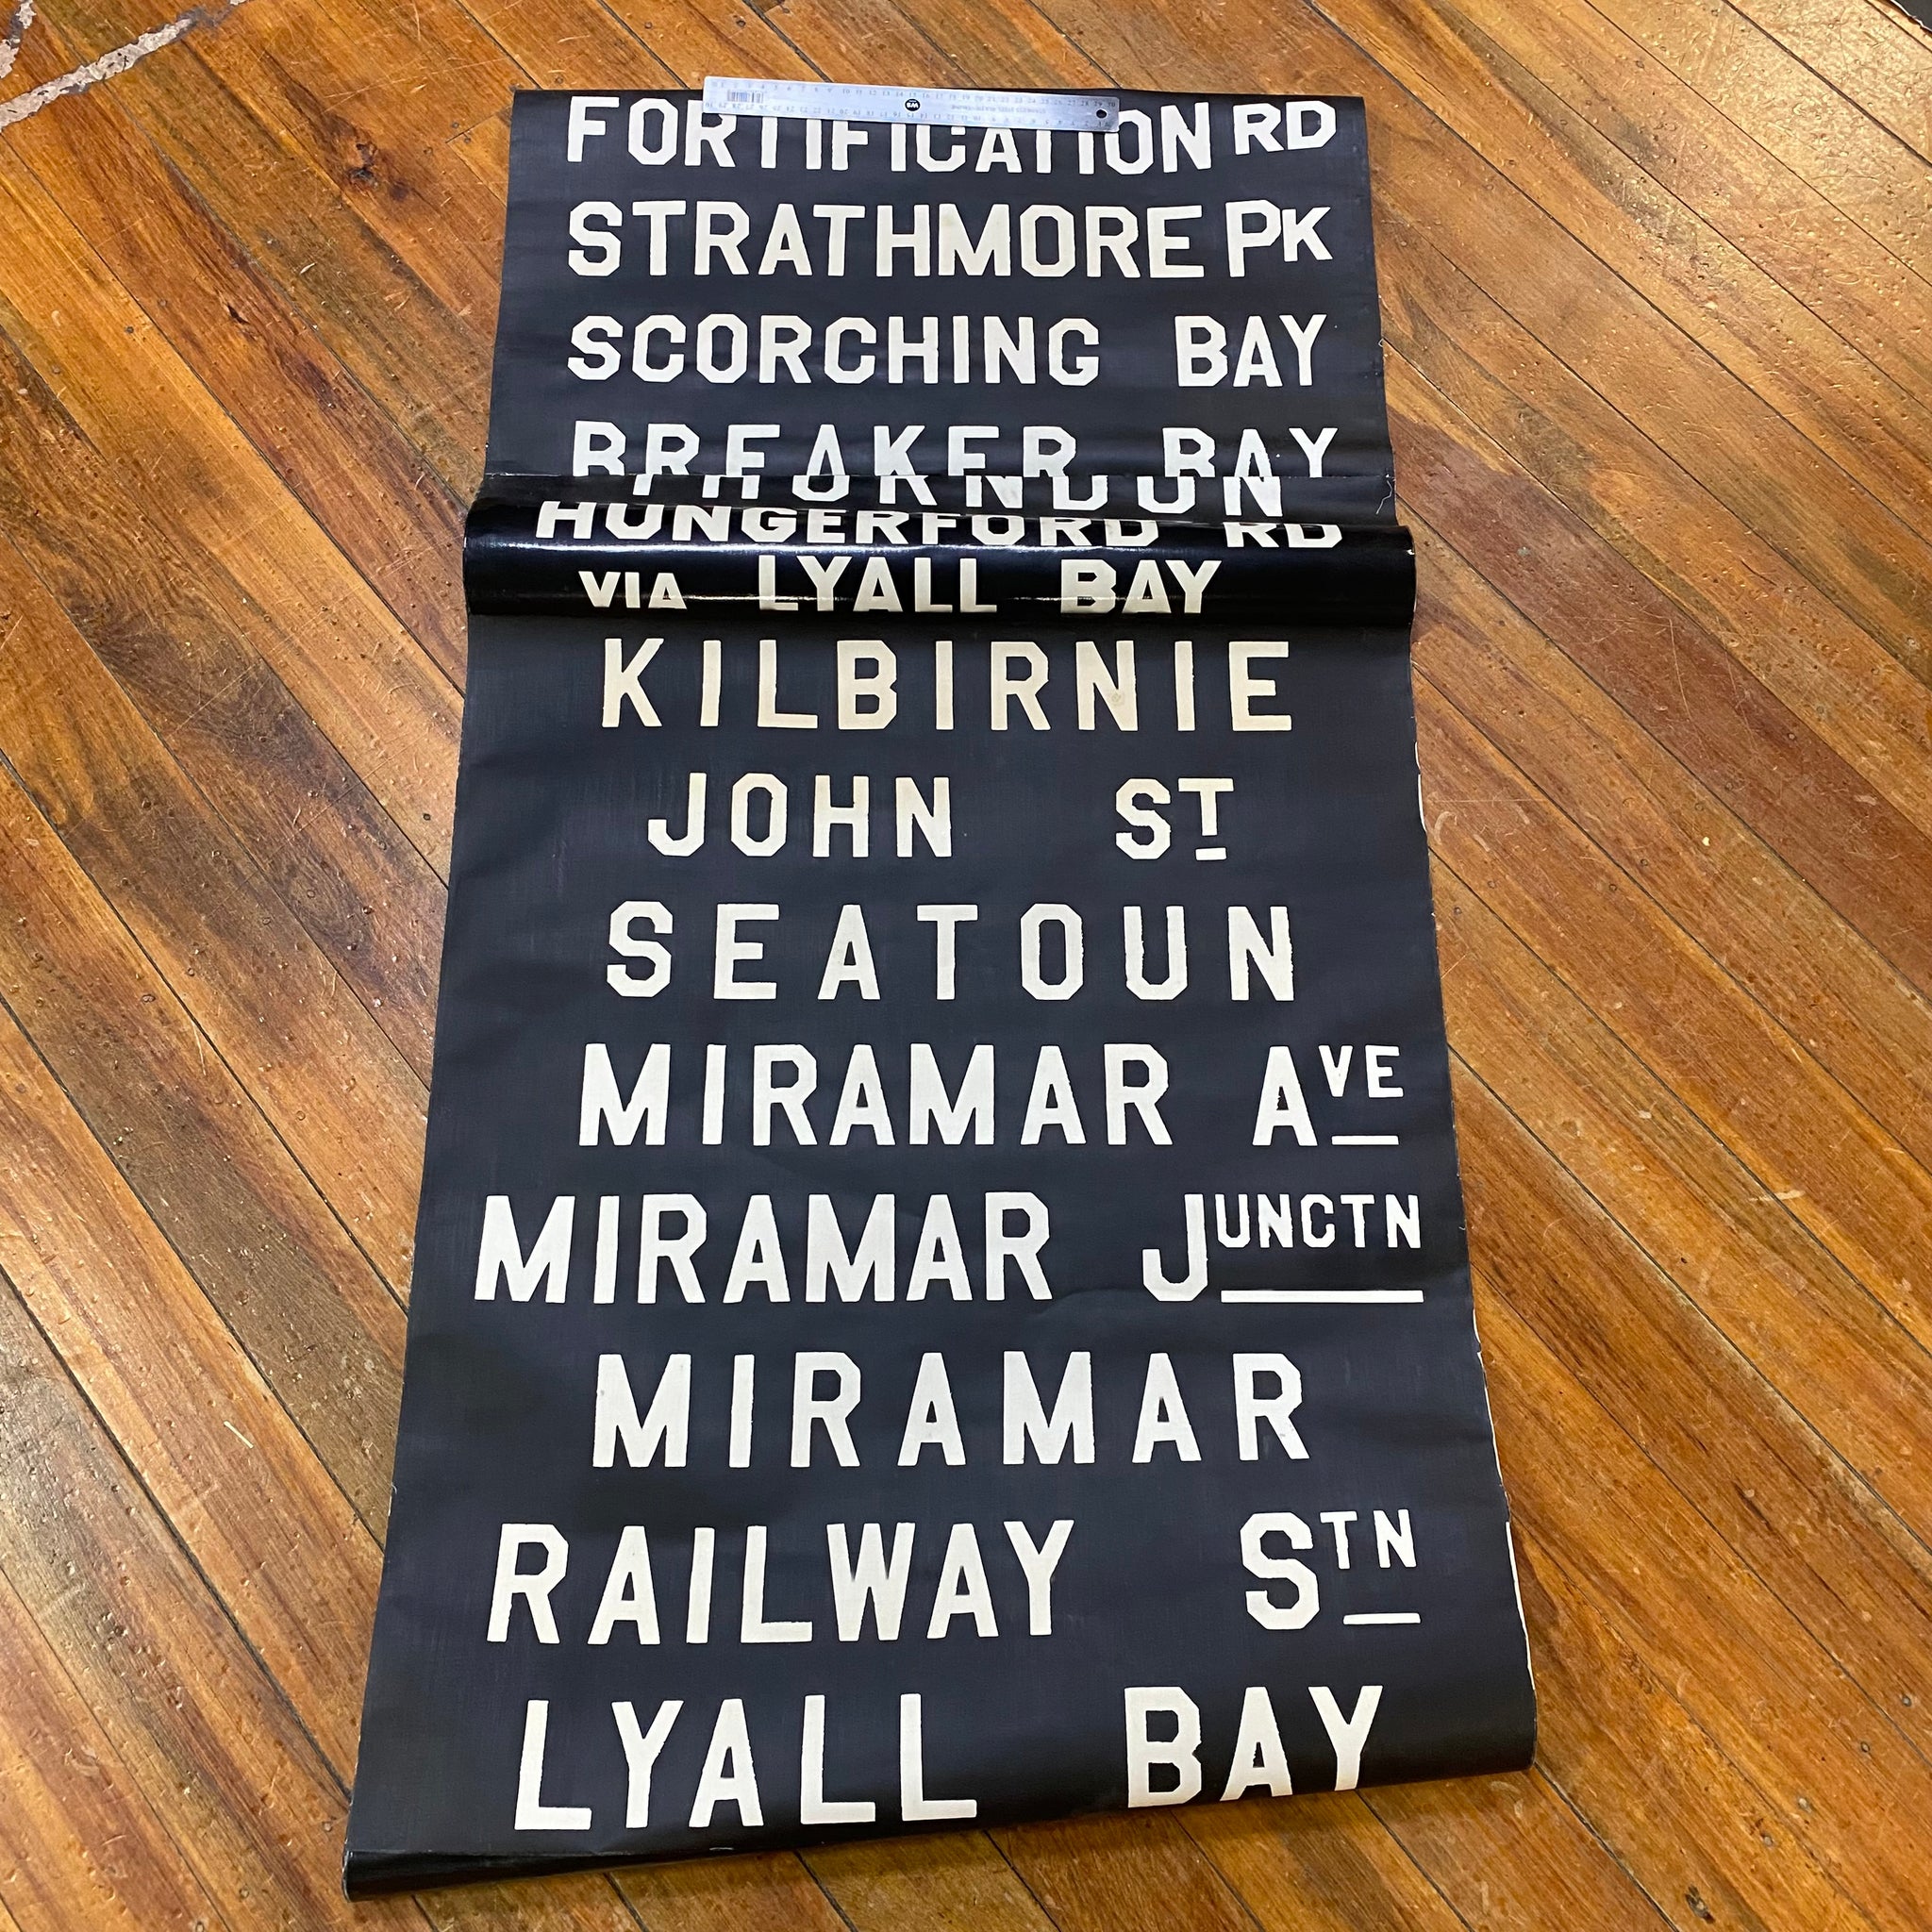 FORTIFICATION RD
STRATHMORE PK
SCORCHING BAY
BREAKER BAY
HUNGERFORD RD
VIA LYALL BAY
KILBIRNIE
JOHN ST
SEATOUN
MIRAMAR AVE
MIRAMAR JUNCTN
MIRAMAR
RAILWAY STN
LYALL BAY